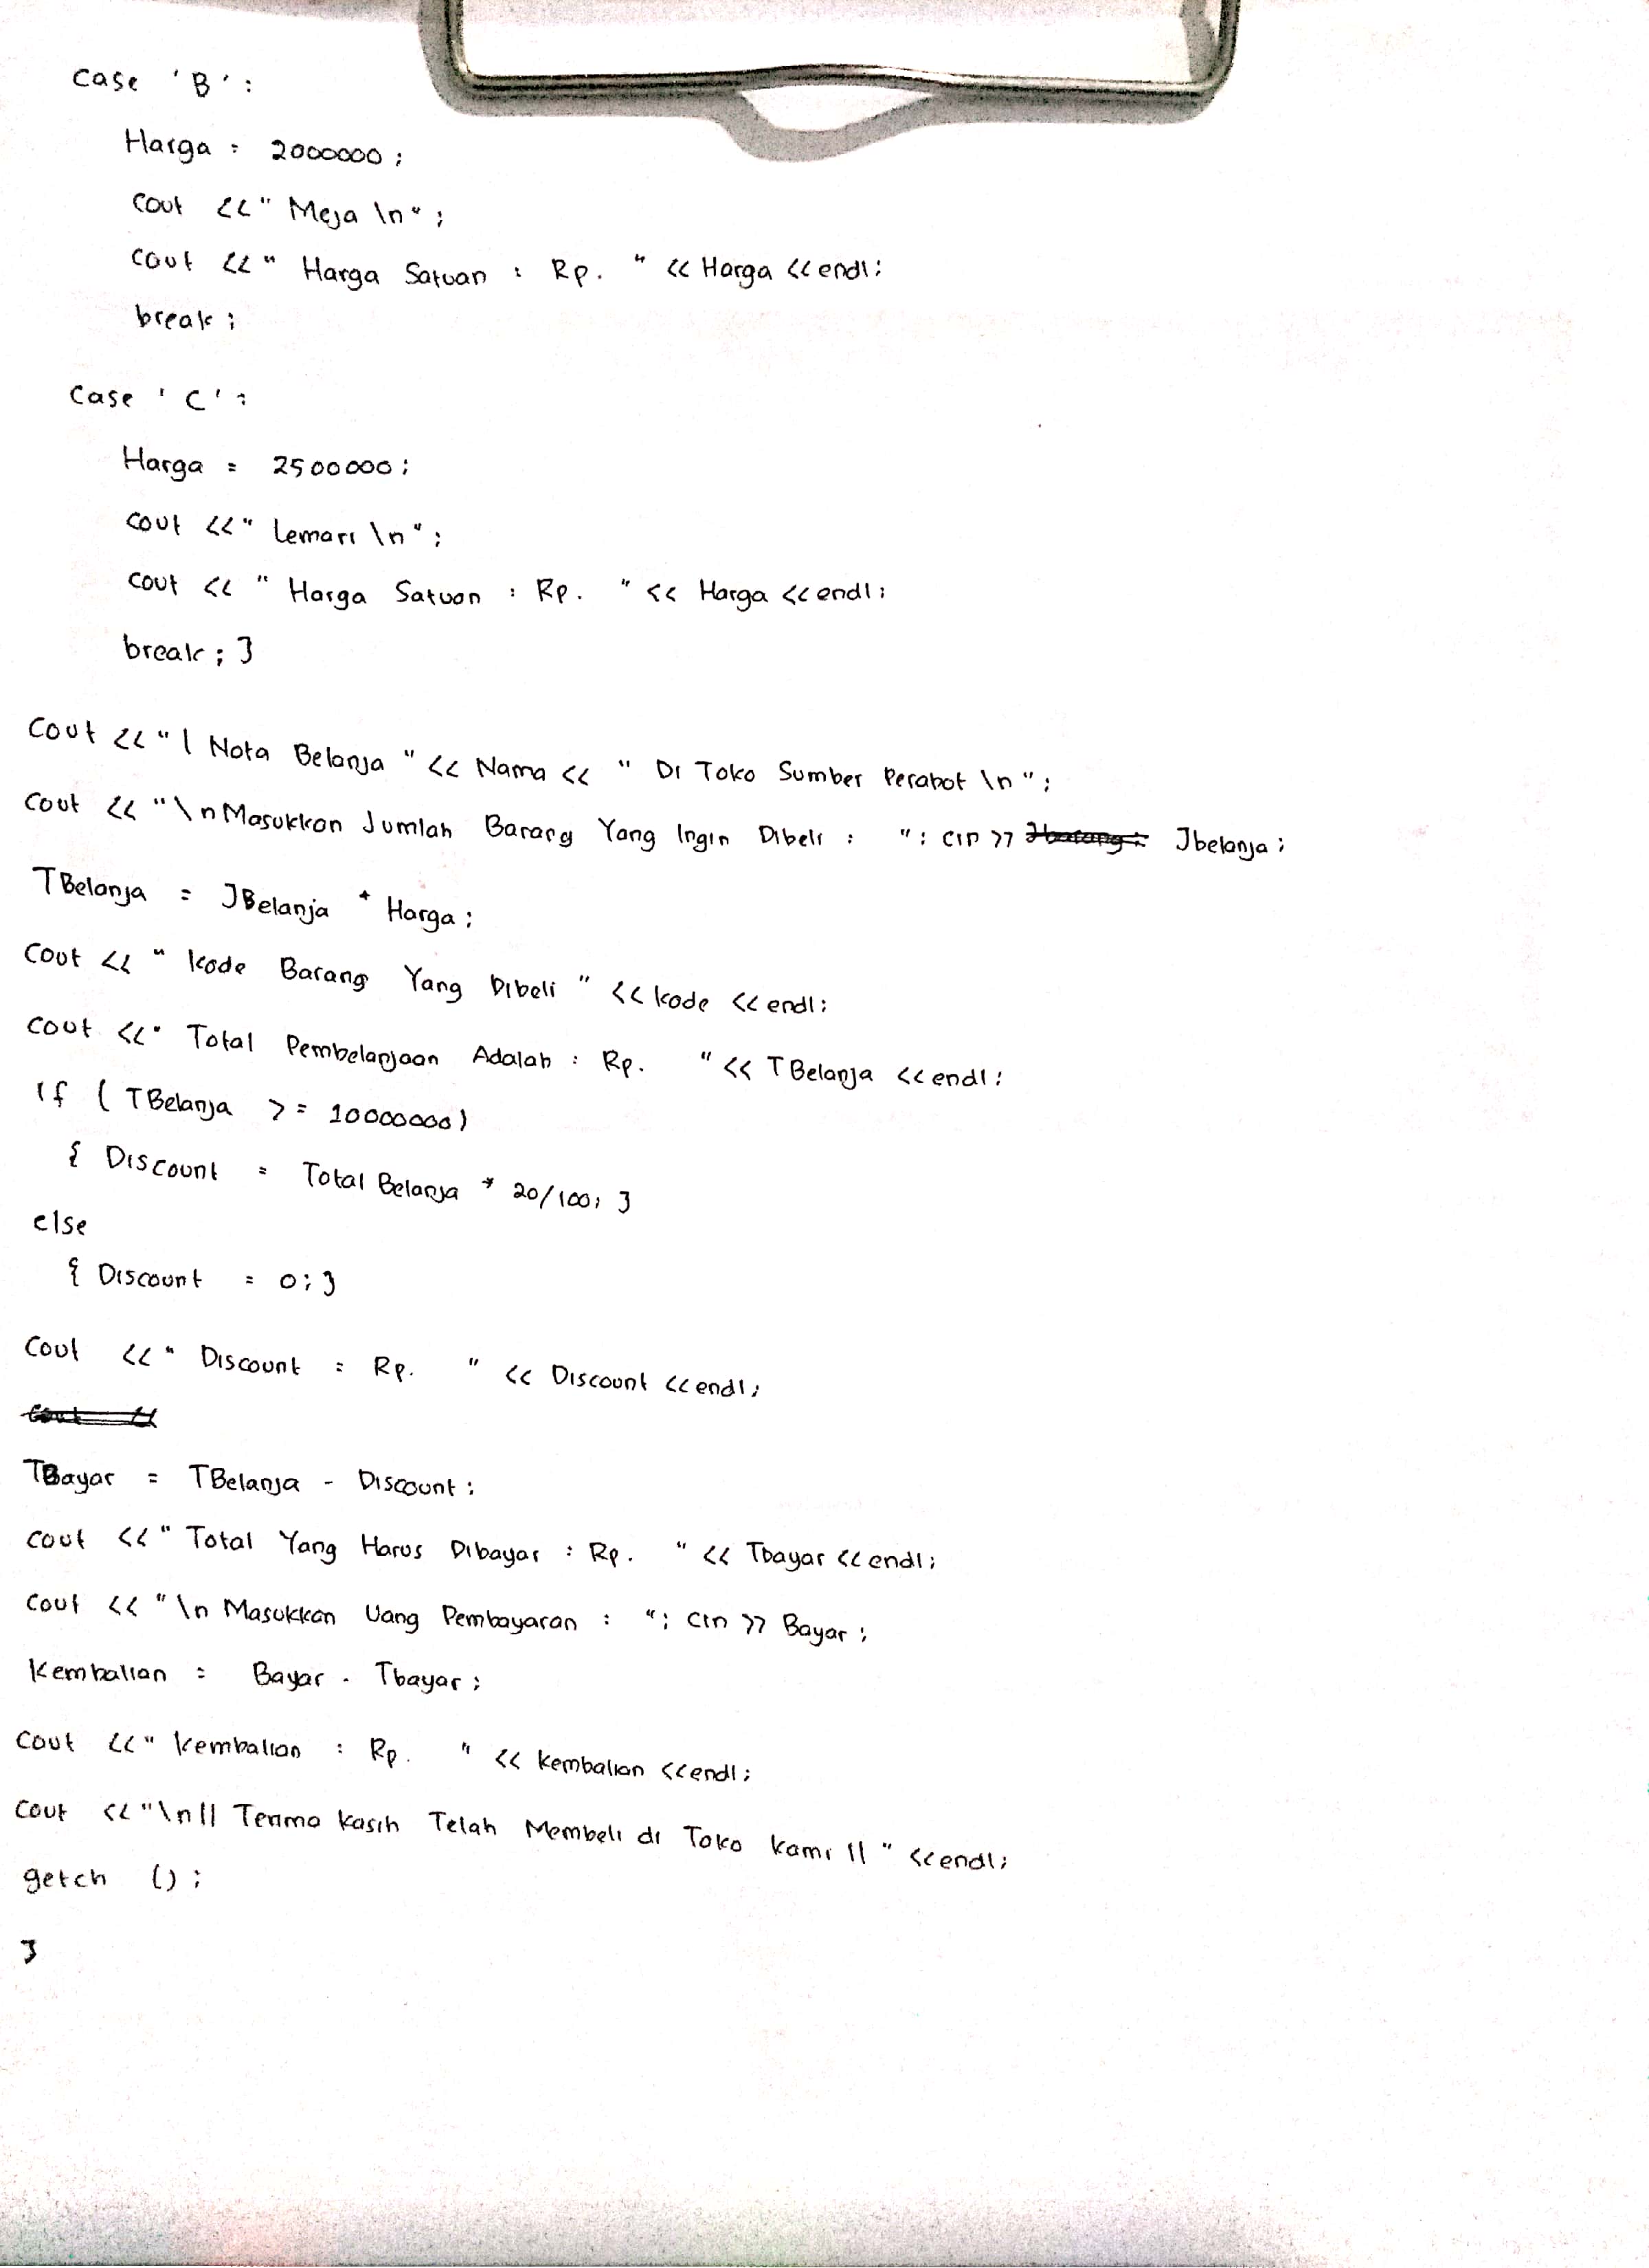 case 'B':
Harga = 2000000;
cout <<" Meja \n";
cout <<" Harga Satuan : Rp. " << Harga <<endl;
break;
case 'C':
Harga = 2500000;
cout <<" Lemari \n";
cout << " Harga Satuan : Rp. " << Harga <<endl;
break; }
Cout <<" | Nota Belanja " << Nama << " Di Toko Sumber Perabot \n";
Cout << "\nMasukkan Jumlah Barang Yang Ingin Dibeli : "; cin >> Jbelanja;
TBelanja = JBelanja * Harga;
Cout << " Kode Barang Yang Dibeli " << kode << endl;
Cout <<" Total Pembelanjaan Adalah : Rp. " << TBelanja <<endl;
If (TBelanja >= 10000000)
{ Discount = Total Belanja * 20/100; }
else
{ Discount = 0; }
Cout <<" Discount : Rp. " << Discount <<endl;
TBayar = TBelanja - Discount;
Cout <<" Total Yang Harus Dibayar : Rp. " << Tbayar <<endl;
Cout << "\n Masukkan Uang Pembayaran : "; cin >> Bayar;
Kembalian = Bayar - Tbayar;
Cout <<" Kembalian : Rp. " << kembalian <<endl;
Cout <<"\n|| Terima Kasih Telah Membeli di Toko Kami || " <<endl;
getch ();
}